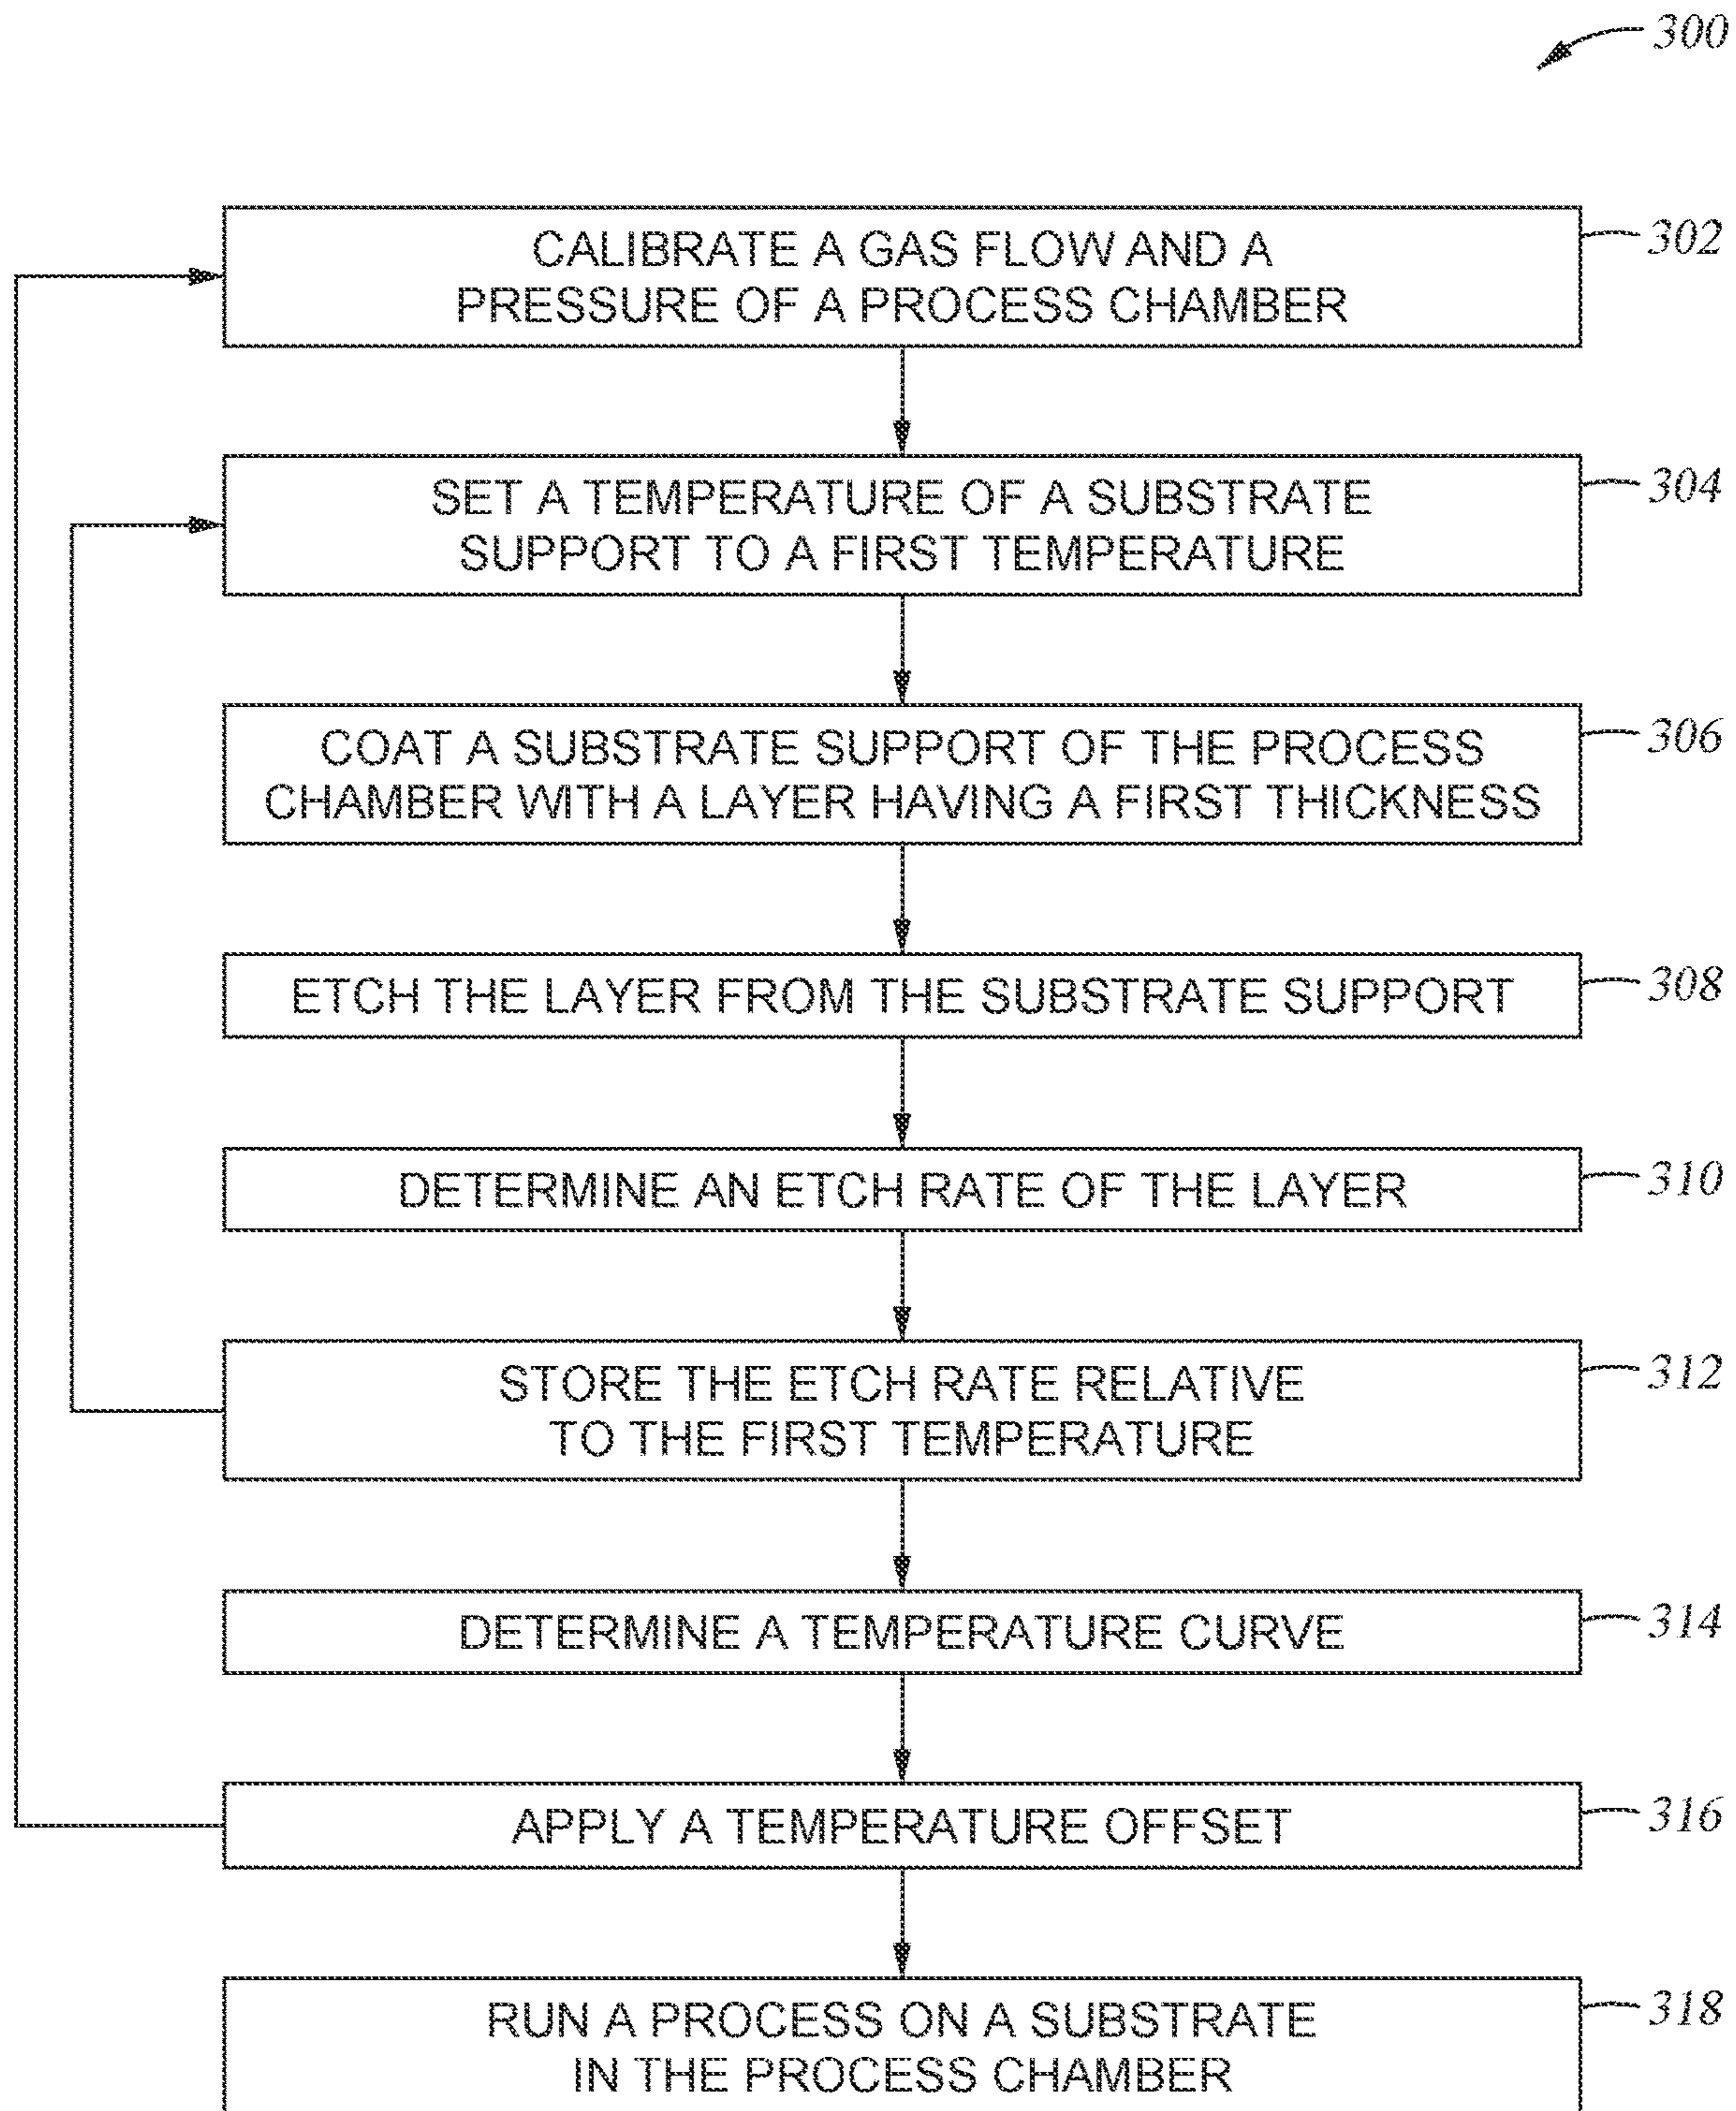 300
CALIBRATE A GAS FLOW AND A
PRESSURE OF A PROCESS CHAMBER
302
SET A TEMPERATURE OF A SUBSTRATE
SUPPORT TO A FIRST TEMPERATURE
304
COAT A SUBSTRATE SUPPORT OF THE PROCESS
CHAMBER WITH A LAYER HAVING A FIRST THICKNESS
306
ETCH THE LAYER FROM THE SUBSTRATE SUPPORT
308
DETERMINE AN ETCH RATE OF THE LAYER
310
STORE THE ETCH RATE RELATIVE
TO THE FIRST TEMPERATURE
312
DETERMINE A TEMPERATURE CURVE
314
APPLY A TEMPERATURE OFFSET
316
RUN A PROCESS ON A SUBSTRATE
IN THE PROCESS CHAMBER
318